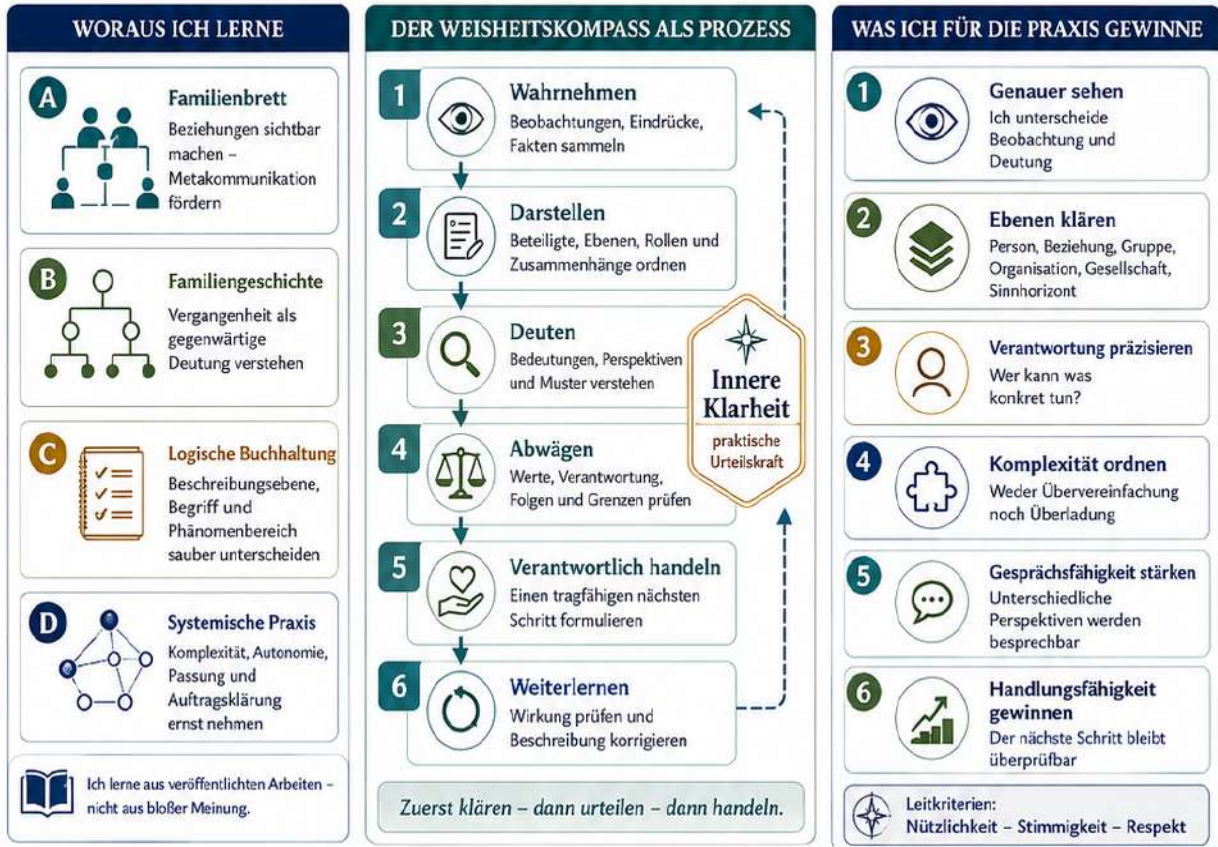 WORAUS ICH LERNE
A
Familienbrett
Beziehungen sichtbar
machen –
Metakommunikation
fördern
B
Familiengeschichte
Vergangenheit als
gegenwärtige
Deutung verstehen
C
Logische Buchhaltung
Beschreibungsebene,
Begriff und
Phänomenbereich
sauber unterscheiden
D
Systemische Praxis
Komplexität, Autonomie,
Passung und
Auftragsklärung
ernst nehmen
Ich lerne aus veröffentlichten Arbeiten –
nicht aus bloßer Meinung.
DER WEISHEITSKOMPASS ALS PROZESS
1
Wahrnehmen
Beobachtungen, Eindrücke,
Fakten sammeln
2
Darstellen
Beteiligte, Ebenen, Rollen und
Zusammenhänge ordnen
3
Deuten
Bedeutungen, Perspektiven
und Muster verstehen
4
Abwägen
Werte, Verantwortung,
Folgen und Grenzen prüfen
5
Verantwortlich handeln
Einen tragfähigen nächsten
Schritt formulieren
6
Weiterlernen
Wirkung prüfen und
Beschreibung korrigieren
Innere
Klarheit
praktische
Urteilskraft
Zuerst klären – dann urteilen – dann handeln.
WAS ICH FÜR DIE PRAXIS GEWINNE
1
Genauer sehen
Ich unterscheide
Beobachtung und
Deutung
2
Ebenen klären
Person, Beziehung, Gruppe,
Organisation, Gesellschaft,
Sinnhorizont
3
Verantwortung präzisieren
Wer kann was
konkret tun?
4
Komplexität ordnen
Weder Übervereinfachung
noch Überladung
5
Gesprächsfähigkeit stärken
Unterschiedliche
Perspektiven werden
besprechbar
6
Handlungsfähigkeit
gewinnen
Der nächste Schritt bleibt
überprüfbar
Leitkriterien:
Nützlichkeit – Stimmigkeit – Respekt